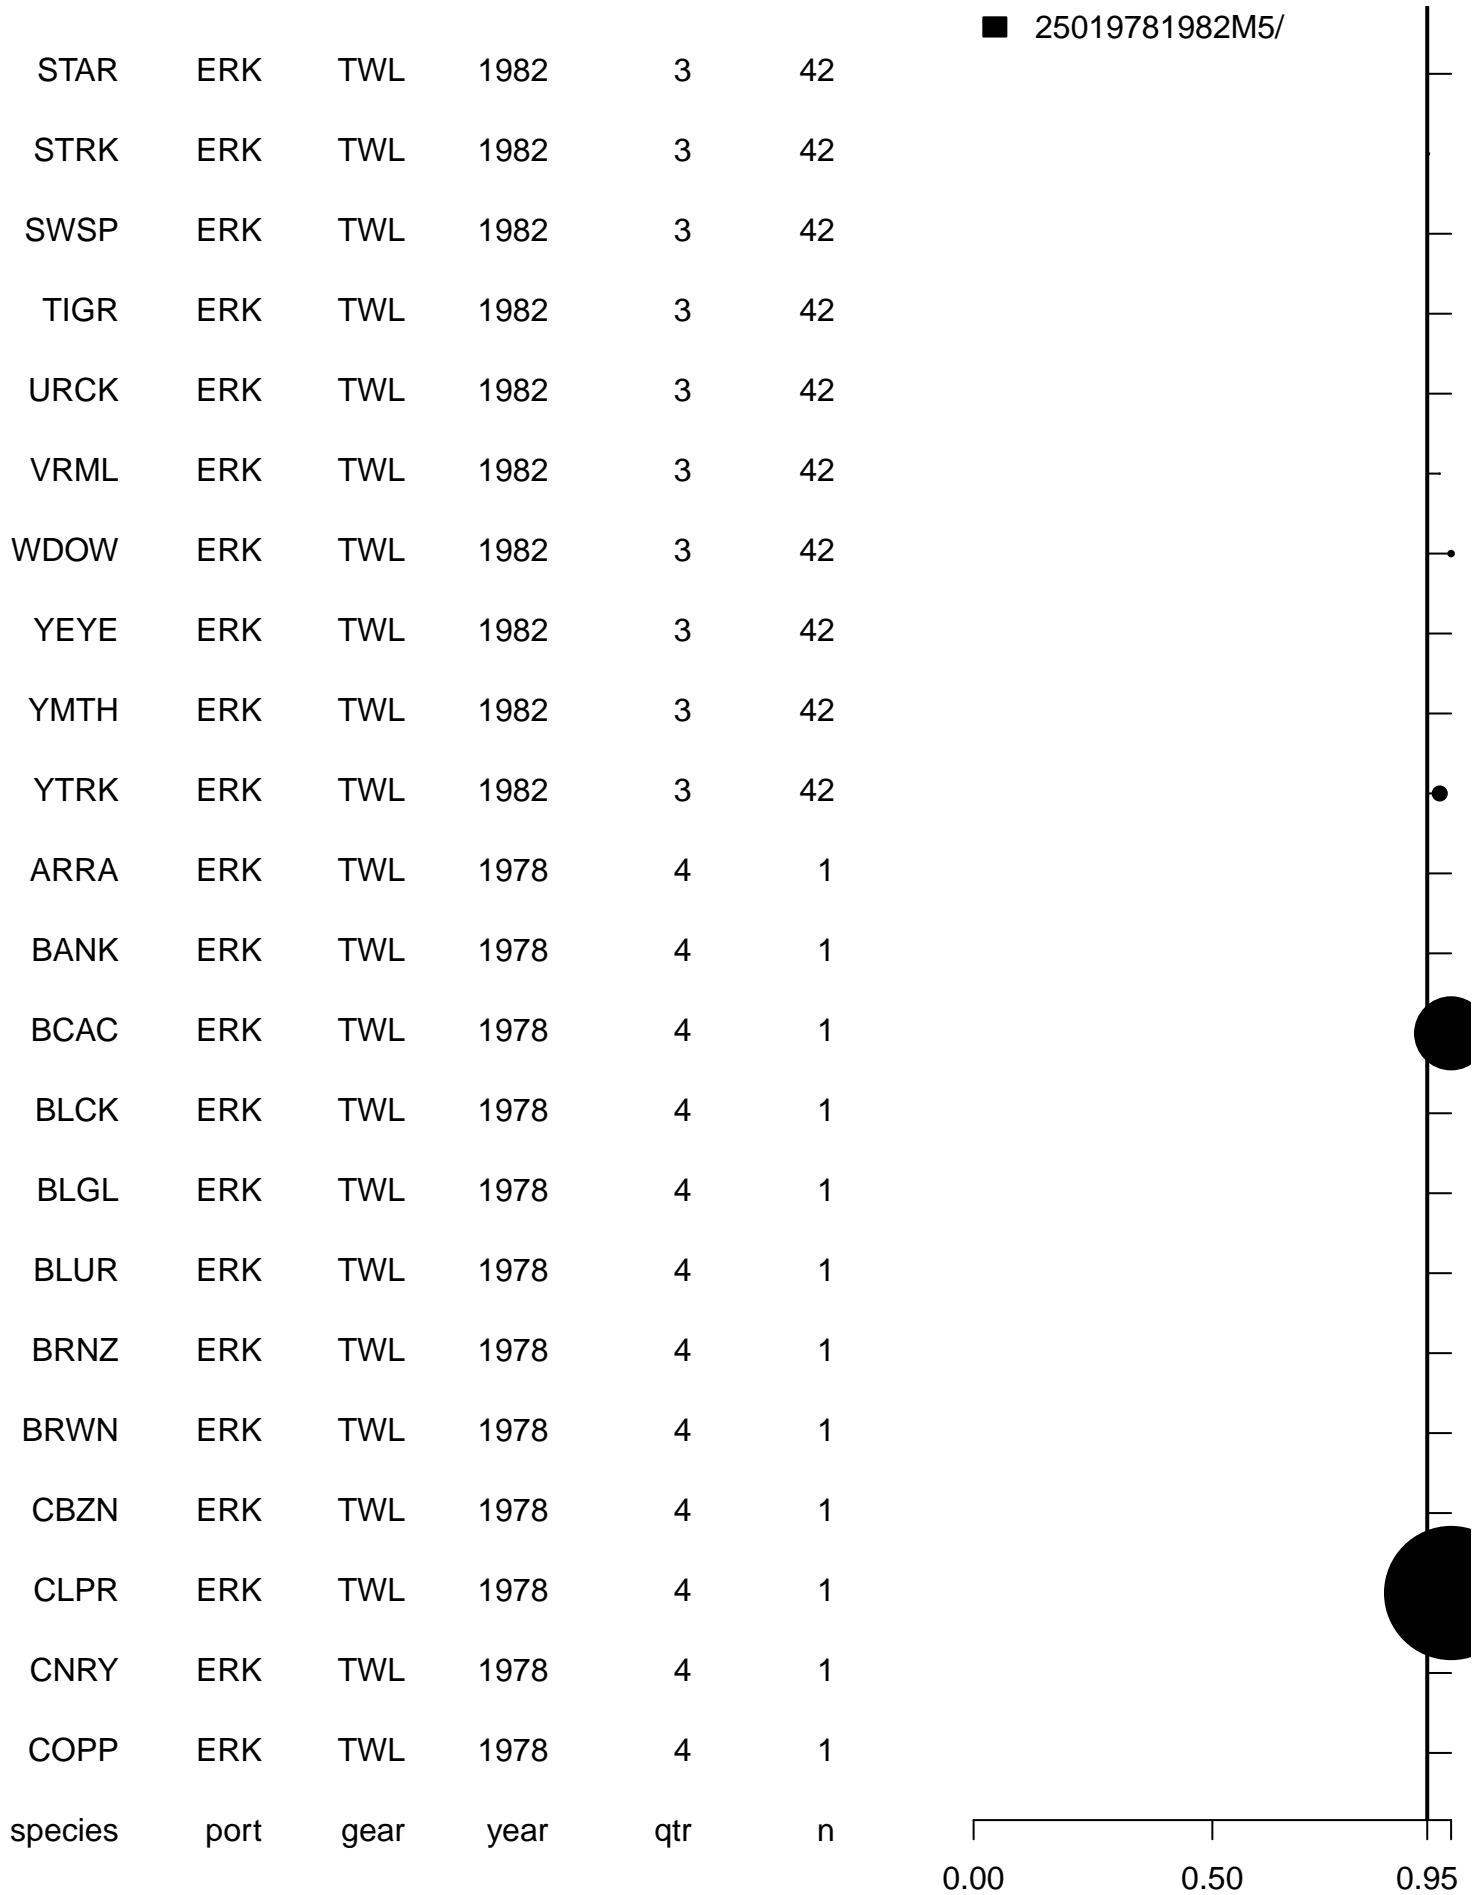 25019781982M5/
STAR ERK TWL 1982 3 42
STRK ERK TWL 1982 3 42
SWSP ERK TWL 1982 3 42
TIGR ERK TWL 1982 3 42
URCK ERK TWL 1982 3 42
VRML ERK TWL 1982 3 42
WDOW ERK TWL 1982 3 42
YEYE ERK TWL 1982 3 42
YMTH ERK TWL 1982 3 42
YTRK ERK TWL 1982 3 42
ARRA ERK TWL 1978 4 1
BANK ERK TWL 1978 4 1
BCAC ERK TWL 1978 4 1
BLCK ERK TWL 1978 4 1
BLGL ERK TWL 1978 4 1
BLUR ERK TWL 1978 4 1
BRNZ ERK TWL 1978 4 1
BRWN ERK TWL 1978 4 1
CBZN ERK TWL 1978 4 1
CLPR ERK TWL 1978 4 1
CNRY ERK TWL 1978 4 1
COPP ERK TWL 1978 4 1
species port gear year qtr n
0.00 0.50 0.95